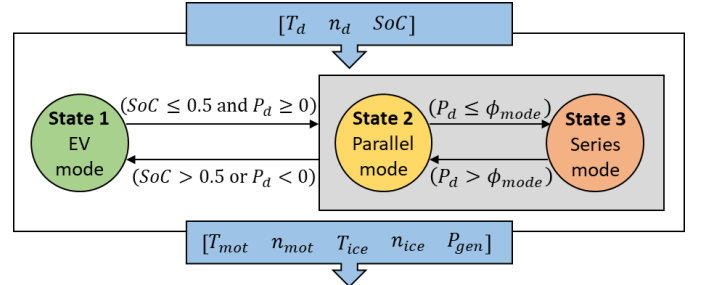 [T_d n_d SoC]
(SoC ≤ 0.5 and P_d ≥ 0)
(P_d ≤ ϕ_mode)
State 1
EV
mode
State 2
Parallel
mode
State 3
Series
mode
(SoC > 0.5 or P_d < 0)
(P_d > ϕ_mode)
[T_mot n_mot T_ice n_ice P_gen]